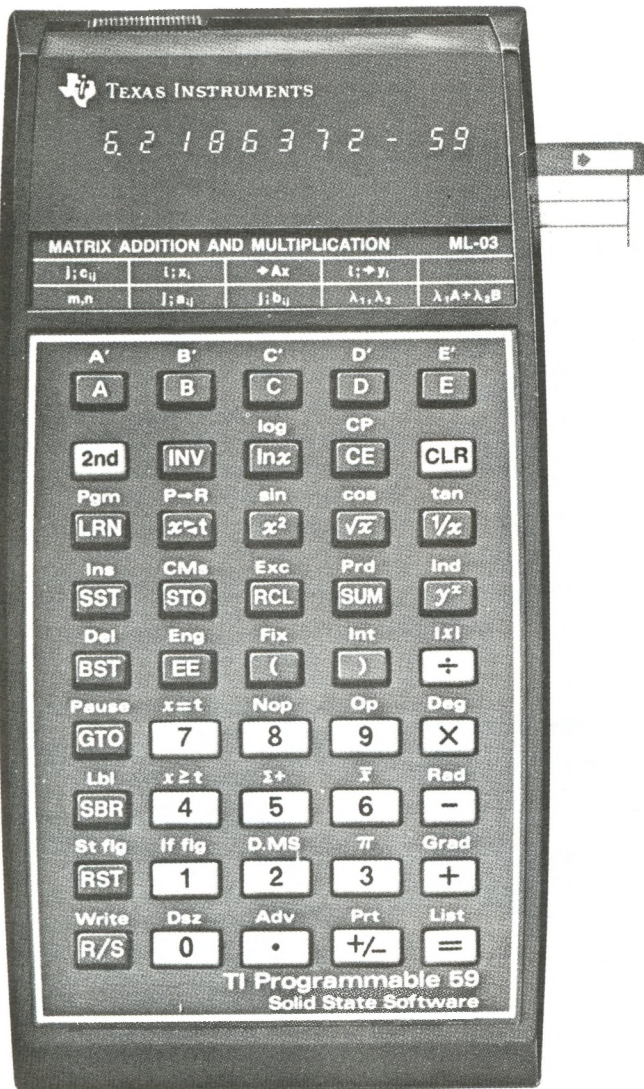 TEXAS INSTRUMENTS
6.2186372-59
MATRIX ADDITION AND MULTIPLICATION ML-03
j;cᵢⱼ i;xᵢ →Ax i;→yᵢ
m,n j;aᵢⱼ j;bᵢⱼ λ₁,λ₂ λ₁A+λ₂B
A' B' C' D' E'
A B C D E
log CP
2nd INV lnx CE CLR
Pgm P→R sin cos tan
LRN x⇄t x² √x 1/x
Ins CMs Exc Prd Ind
SST STO RCL SUM yˣ
Del Eng Fix Int |x|
BST EE ( ) ÷
Pause x=t Nop Op Deg
GTO 7 8 9 ×
Lbl x≥t Σ+ x̅ Rad
SBR 4 5 6 −
St flg If flg D.MS π Grad
RST 1 2 3 +
Write Dsz Adv Prt List
R/S 0 . +/− =
TI Programmable 59
Solid State Software